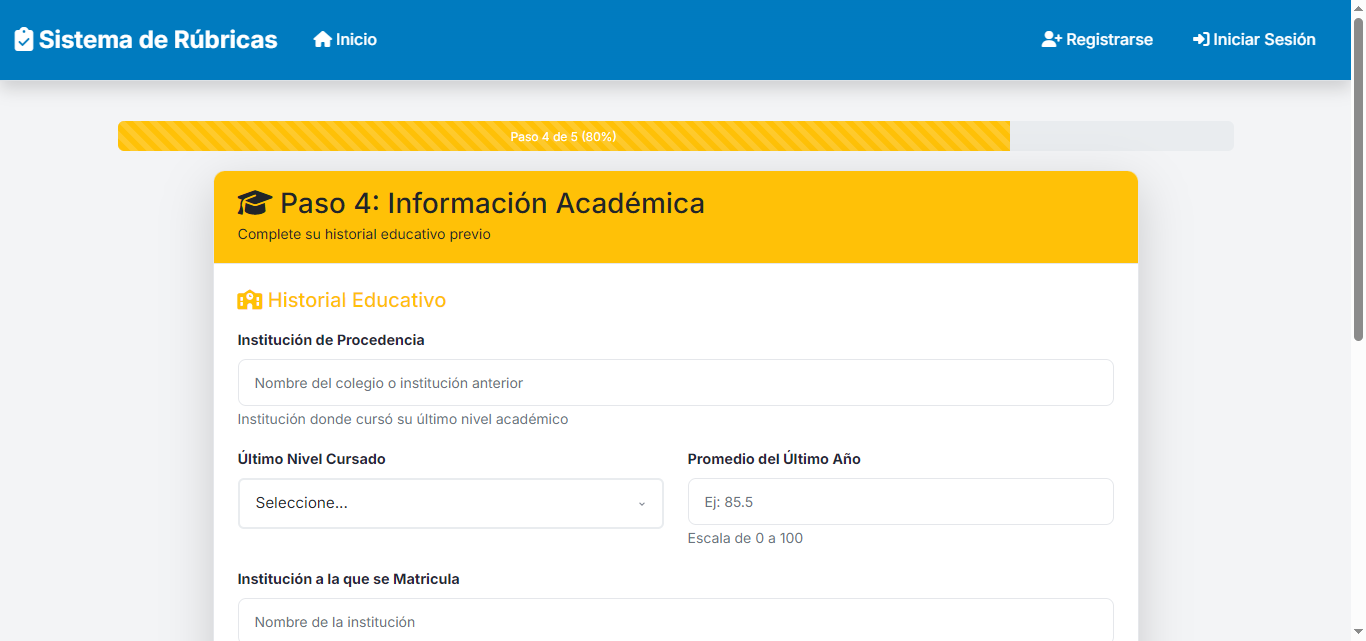 Sistema de Rúbricas Inicio Registrarse Iniciar Sesión
Paso 4 de 5 (80%)
Paso 4: Información Académica
Complete su historial educativo previo
Historial Educativo
Institución de Procedencia
Nombre del colegio o institución anterior
Institución donde cursó su último nivel académico
Último Nivel Cursado Promedio del Último Año
Seleccione... Ej: 85.5
Escala de 0 a 100
Institución a la que se Matricula
Nombre de la institución